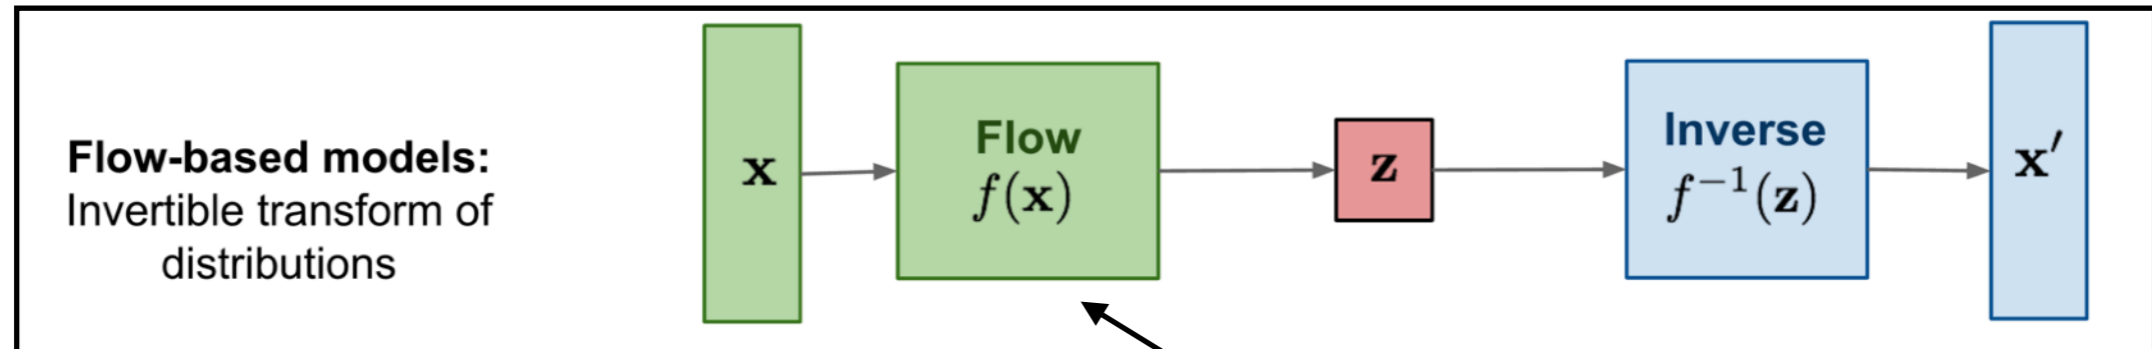 Flow-based models:
Invertible transform of
distributions
x
Flow
f(x)
z
Inverse
f⁻¹(z)
x′